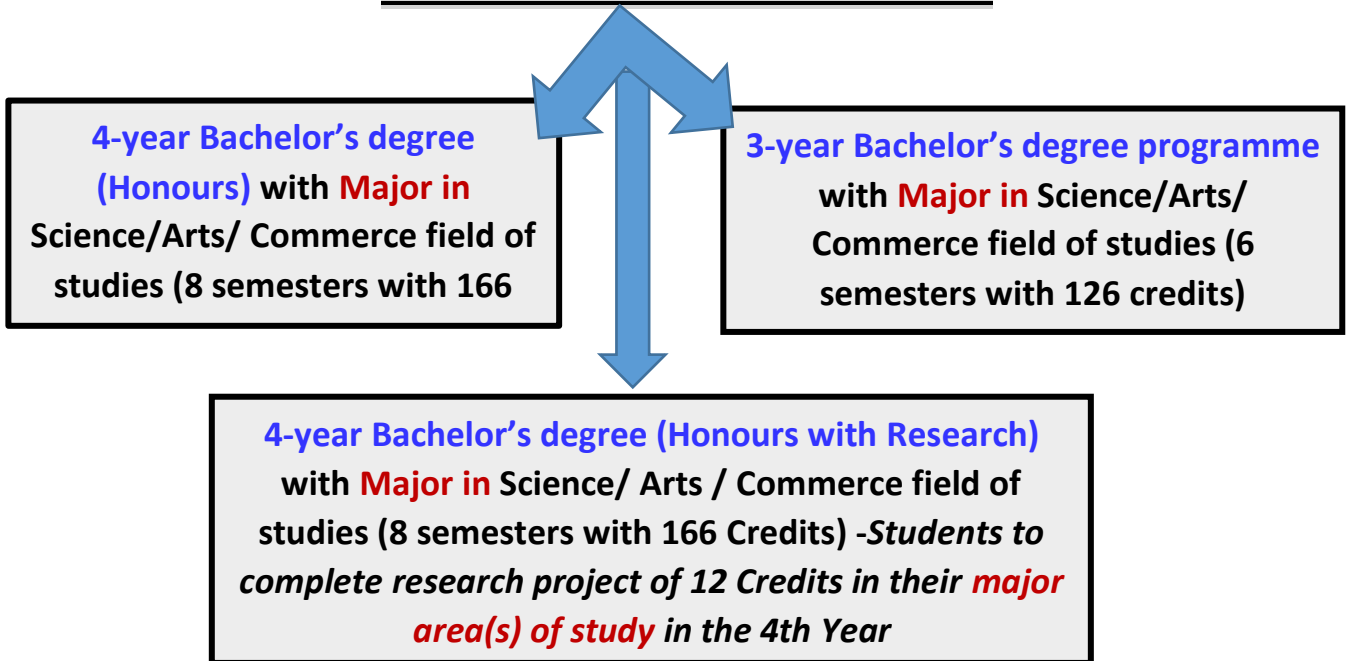 4-year Bachelor’s degree
(Honours) with Major in
Science/Arts/ Commerce field of
studies (8 semesters with 166
3-year Bachelor’s degree programme
with Major in Science/Arts/
Commerce field of studies (6
semesters with 126 credits)
4-year Bachelor’s degree (Honours with Research)
with Major in Science/ Arts / Commerce field of
studies (8 semesters with 166 Credits) -Students to
complete research project of 12 Credits in their major
area(s) of study in the 4th Year